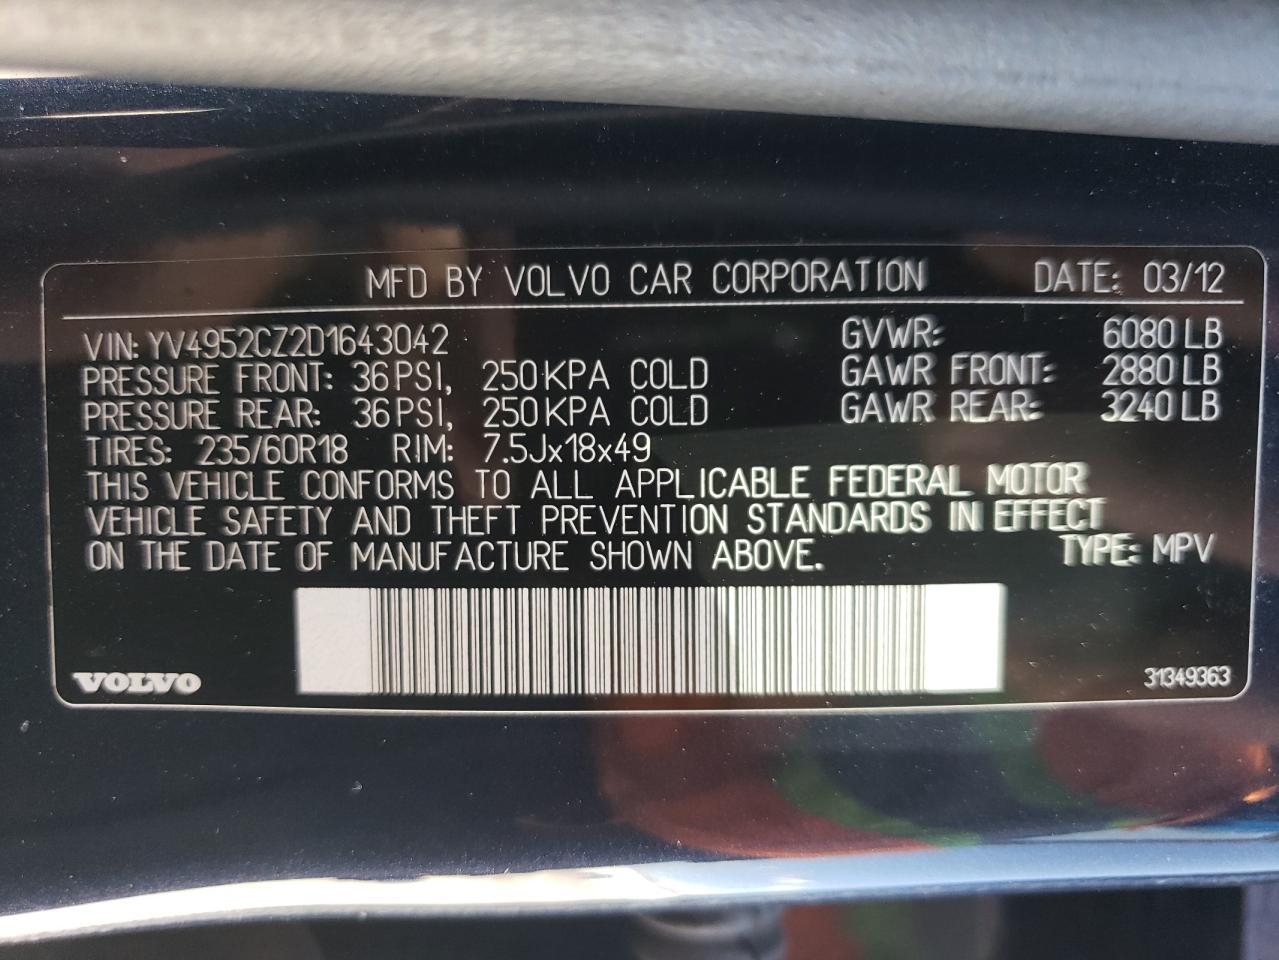 MFD BY VOLVO CAR CORPORATION DATE: 03/12
VIN: YV4952CZ2D1643042 GVWR: 6080 LB
PRESSURE FRONT: 36 PSI, 250 KPA COLD GAWR FRONT: 2880 LB
PRESSURE REAR: 36 PSI, 250 KPA COLD GAWR REAR: 3240 LB
TIRES: 235/60R18 RIM: 7.5Jx18x49
THIS VEHICLE CONFORMS TO ALL APPLICABLE FEDERAL MOTOR
VEHICLE SAFETY AND THEFT PREVENTION STANDARDS IN EFFECT
ON THE DATE OF MANUFACTURE SHOWN ABOVE. TYPE: MPV
VOLVO 31349363